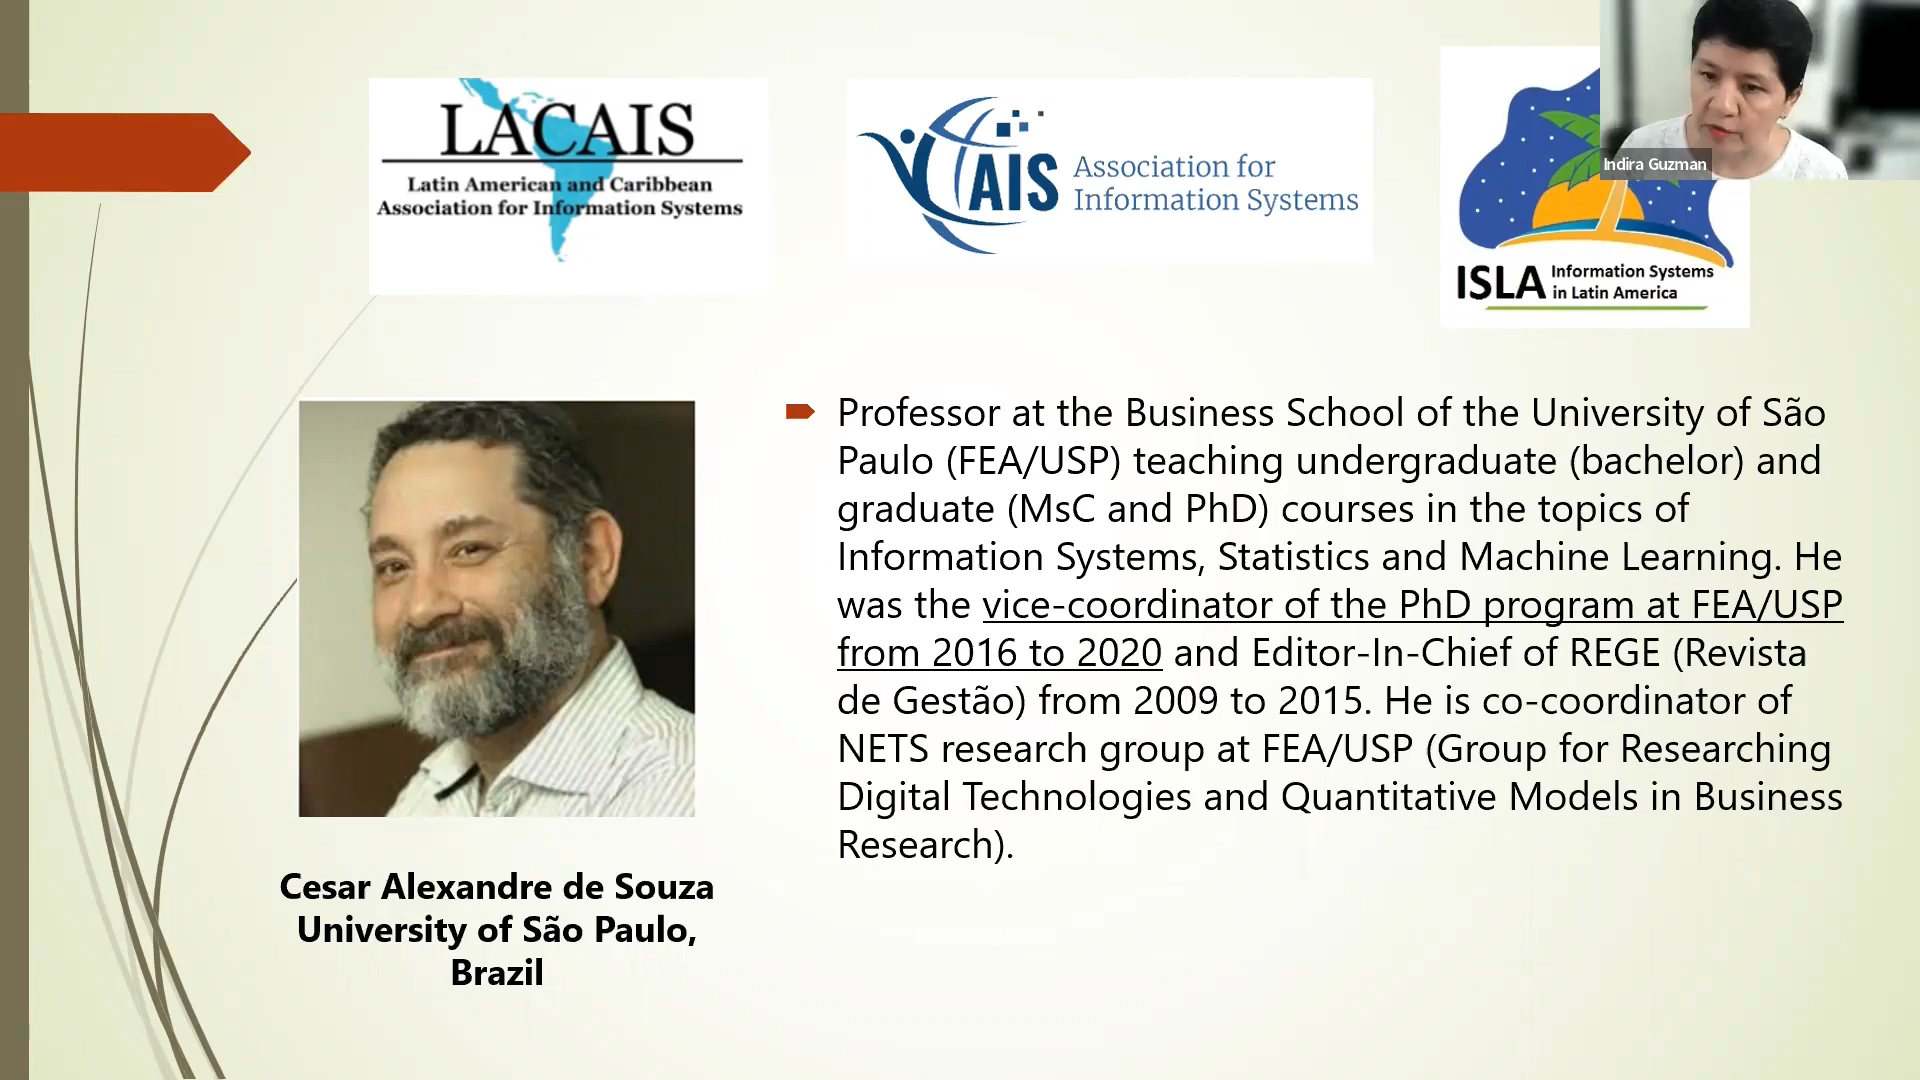 LACAIS
Latin American and Caribbean
Association for Information Systems
AIS
Association for
Information Systems
ISLA
Information Systems
in Latin America
Indira Guzman
Professor at the Business School of the University of São
Paulo (FEA/USP) teaching undergraduate (bachelor) and
graduate (MsC and PhD) courses in the topics of
Information Systems, Statistics and Machine Learning. He
was the vice-coordinator of the PhD program at FEA/USP
from 2016 to 2020 and Editor-In-Chief of REGE (Revista
de Gestão) from 2009 to 2015. He is co-coordinator of
NETS research group at FEA/USP (Group for Researching
Digital Technologies and Quantitative Models in Business
Research).
Cesar Alexandre de Souza
University of São Paulo,
Brazil